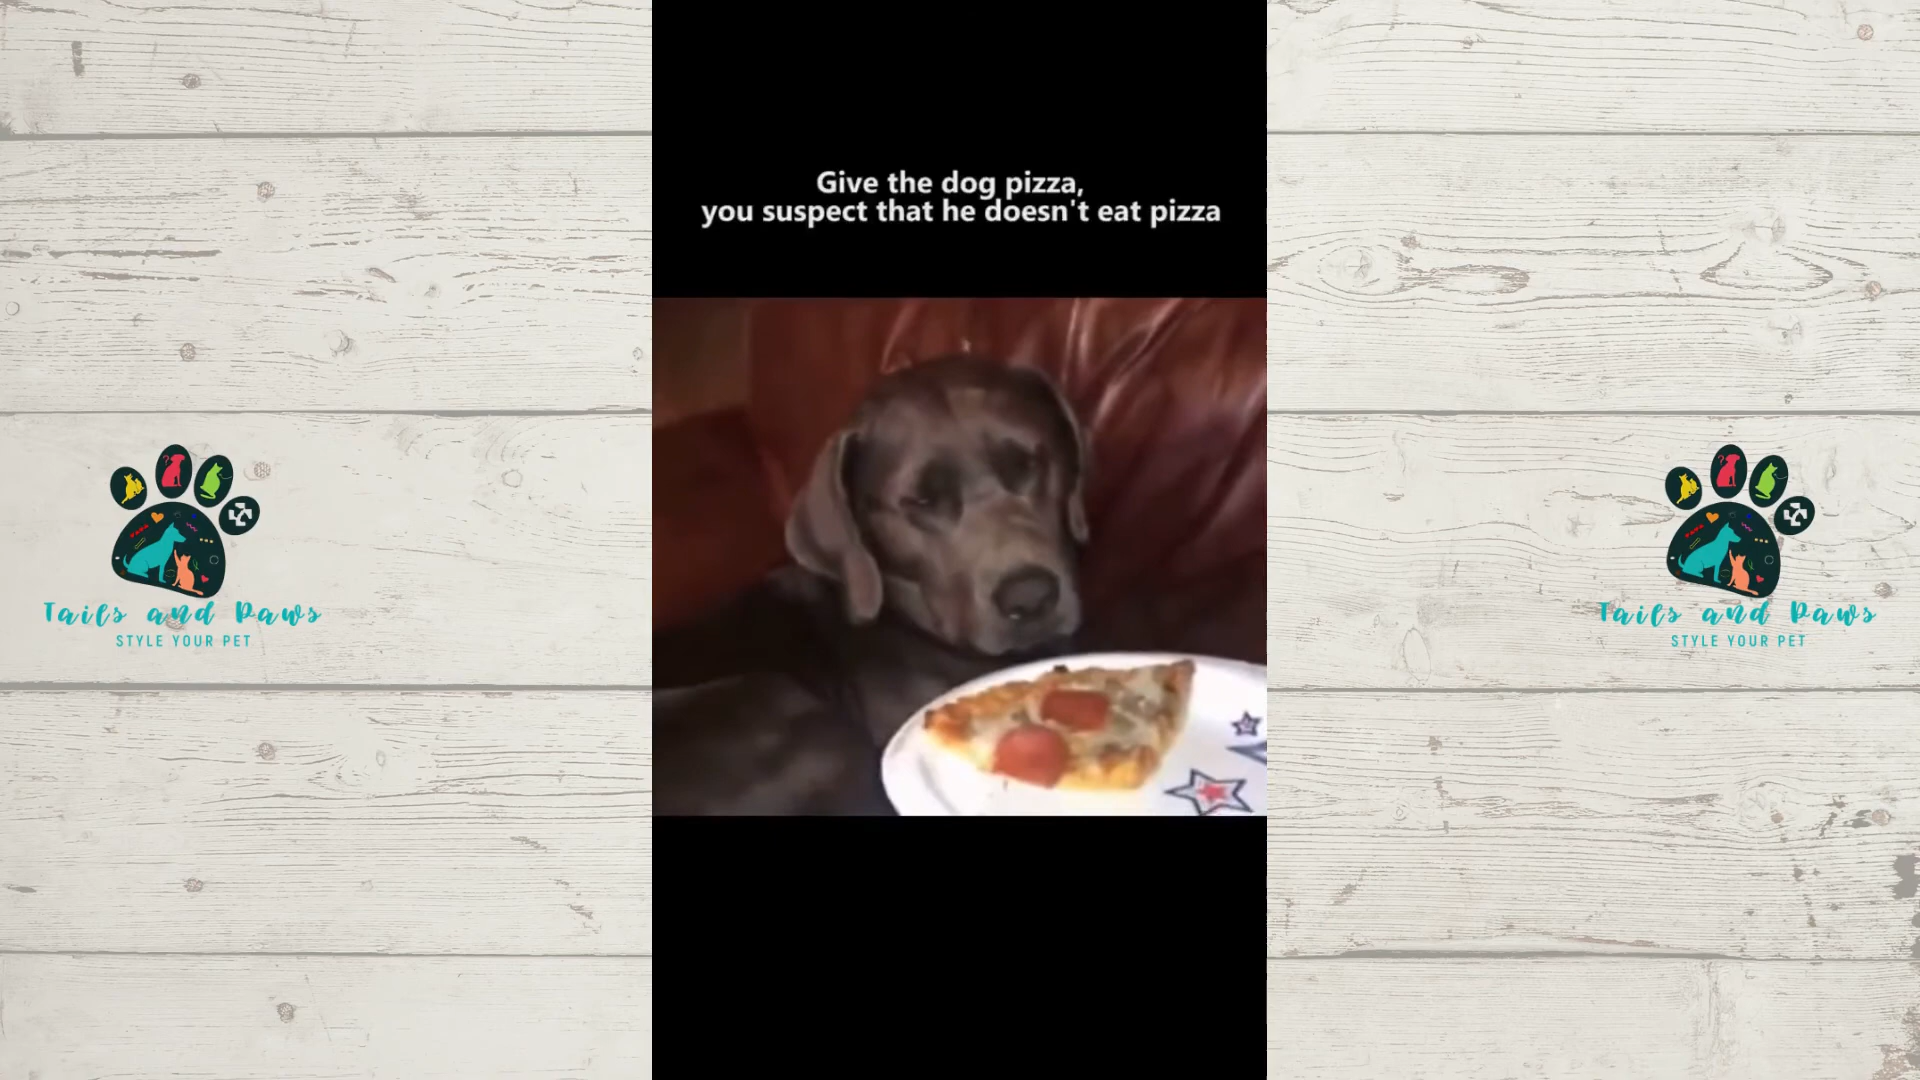 Give the dog pizza,
you suspect that he doesn't eat pizza
Tails and Paws
STYLE YOUR PET
Tails and Paws
STYLE YOUR PET